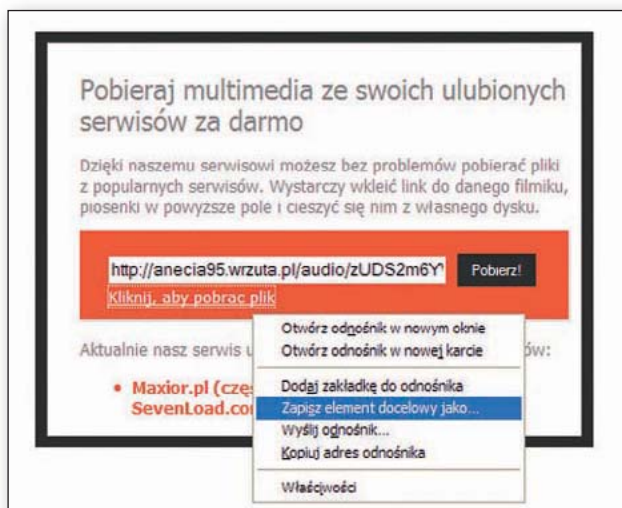 Pobieraj multimedia ze swoich ulubionych
serwisów za darmo
Dzięki naszemu serwisowi możesz bez problemów pobierać pliki
z popularnych serwisów. Wystarczy wkleić link do danego filmiku,
piosenki w powyższe pole i cieszyć się nim z własnego dysku.
http://anecia95.wrzuta.pl/audio/zUDS2m6Y Pobierz!
Kliknij, aby pobrac plik
Otwórz odnośnik w nowym oknie
Otwórz odnośnik w nowej karcie
Aktualnie nasz serwis u ów:
Dodaj zakładkę do odnośnika
• Maxior.pl (częś
Zapisz element docelowy jako...
SevenLoad.co
Wyślij odnośnik...
Kopiuj adres odnośnika
Właściwości